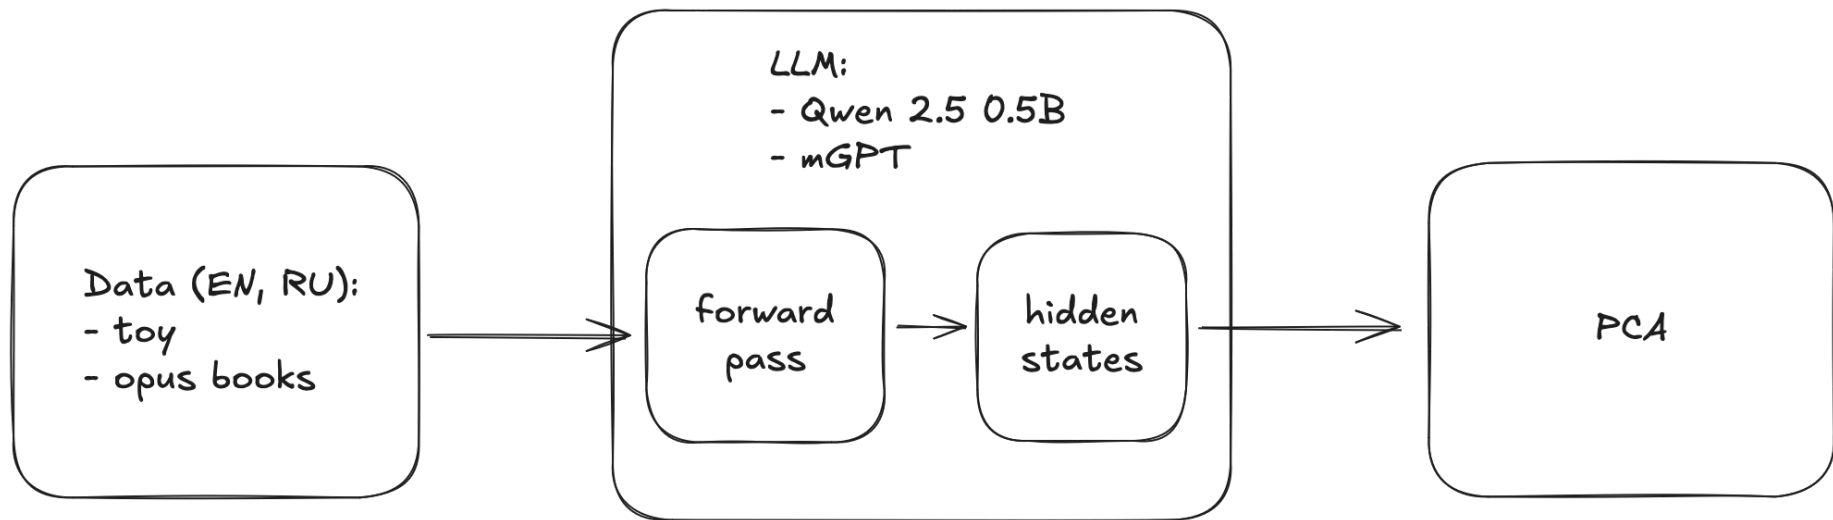 Data (EN, RU):
- toy
- opus books
LLM:
- Qwen 2.5 0.5B
- mGPT
forward
pass
hidden
states
PCA